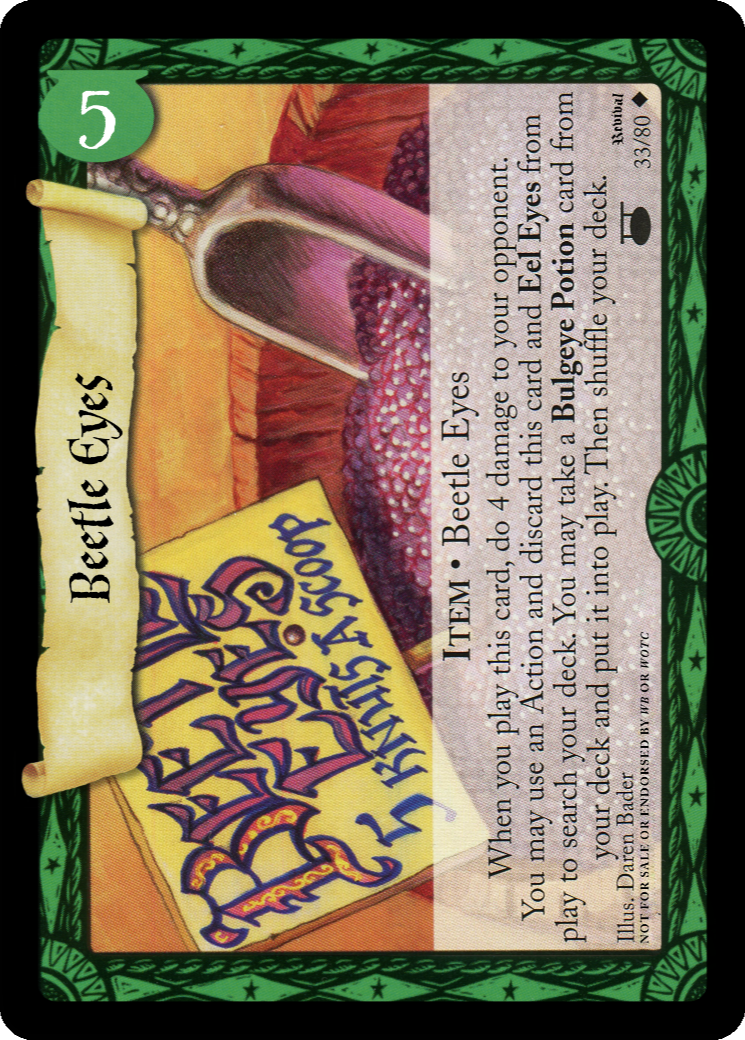 5
Beetle Eyes
BEETLE
EYES
5 KNUTS A SCOOP
ITEM • Beetle Eyes
When you play this card, do 4 damage to your opponent.
You may use an Action and discard this card and Eel Eyes from
play to search your deck. You may take a Bulgeye Potion card from
your deck and put it into play. Then shuffle your deck.
Illus. Daren Bader
NOT FOR SALE OR ENDORSED BY WB OR WOTC
Revival
33/80